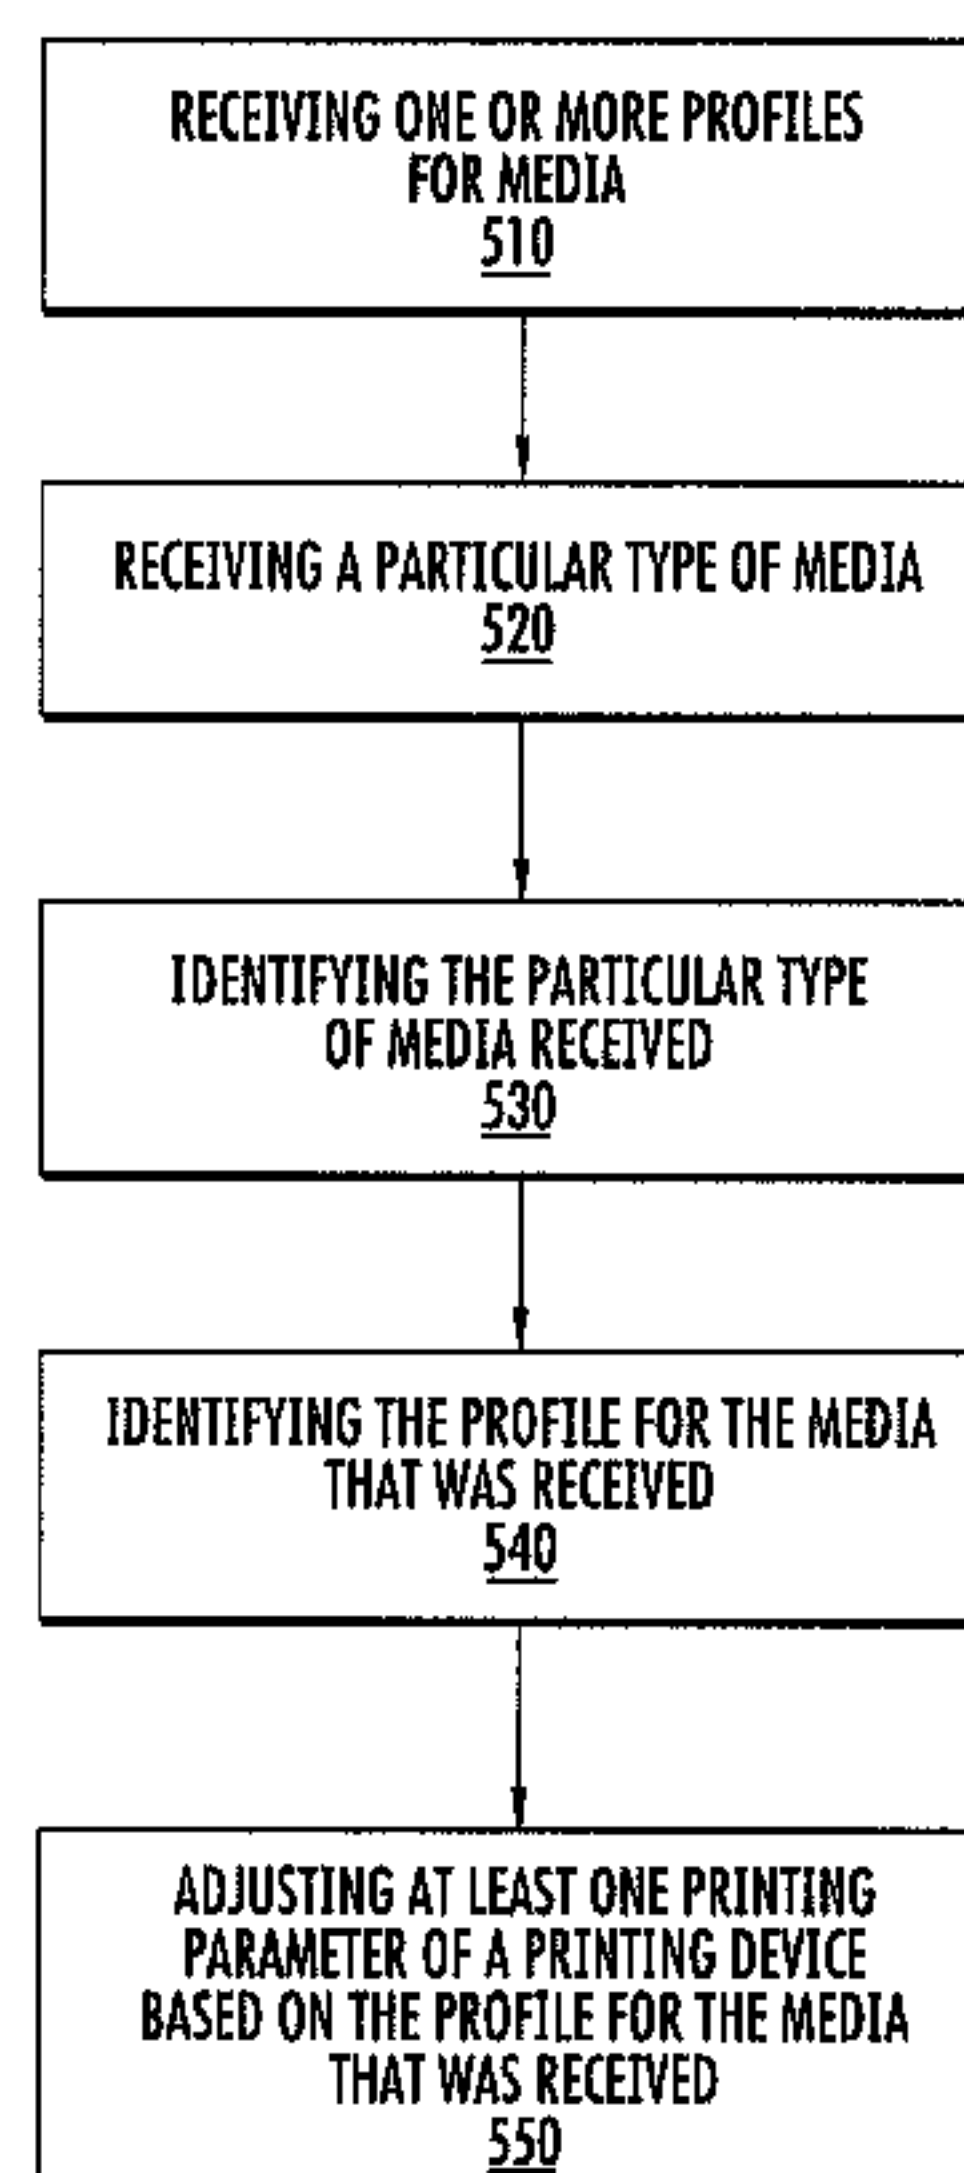 RECEIVING ONE OR MORE PROFILES
FOR MEDIA
510
RECEIVING A PARTICULAR TYPE OF MEDIA
520
IDENTIFYING THE PARTICULAR TYPE
OF MEDIA RECEIVED
530
IDENTIFYING THE PROFILE FOR THE MEDIA
THAT WAS RECEIVED
540
ADJUSTING AT LEAST ONE PRINTING
PARAMETER OF A PRINTING DEVICE
BASED ON THE PROFILE FOR THE MEDIA
THAT WAS RECEIVED
550